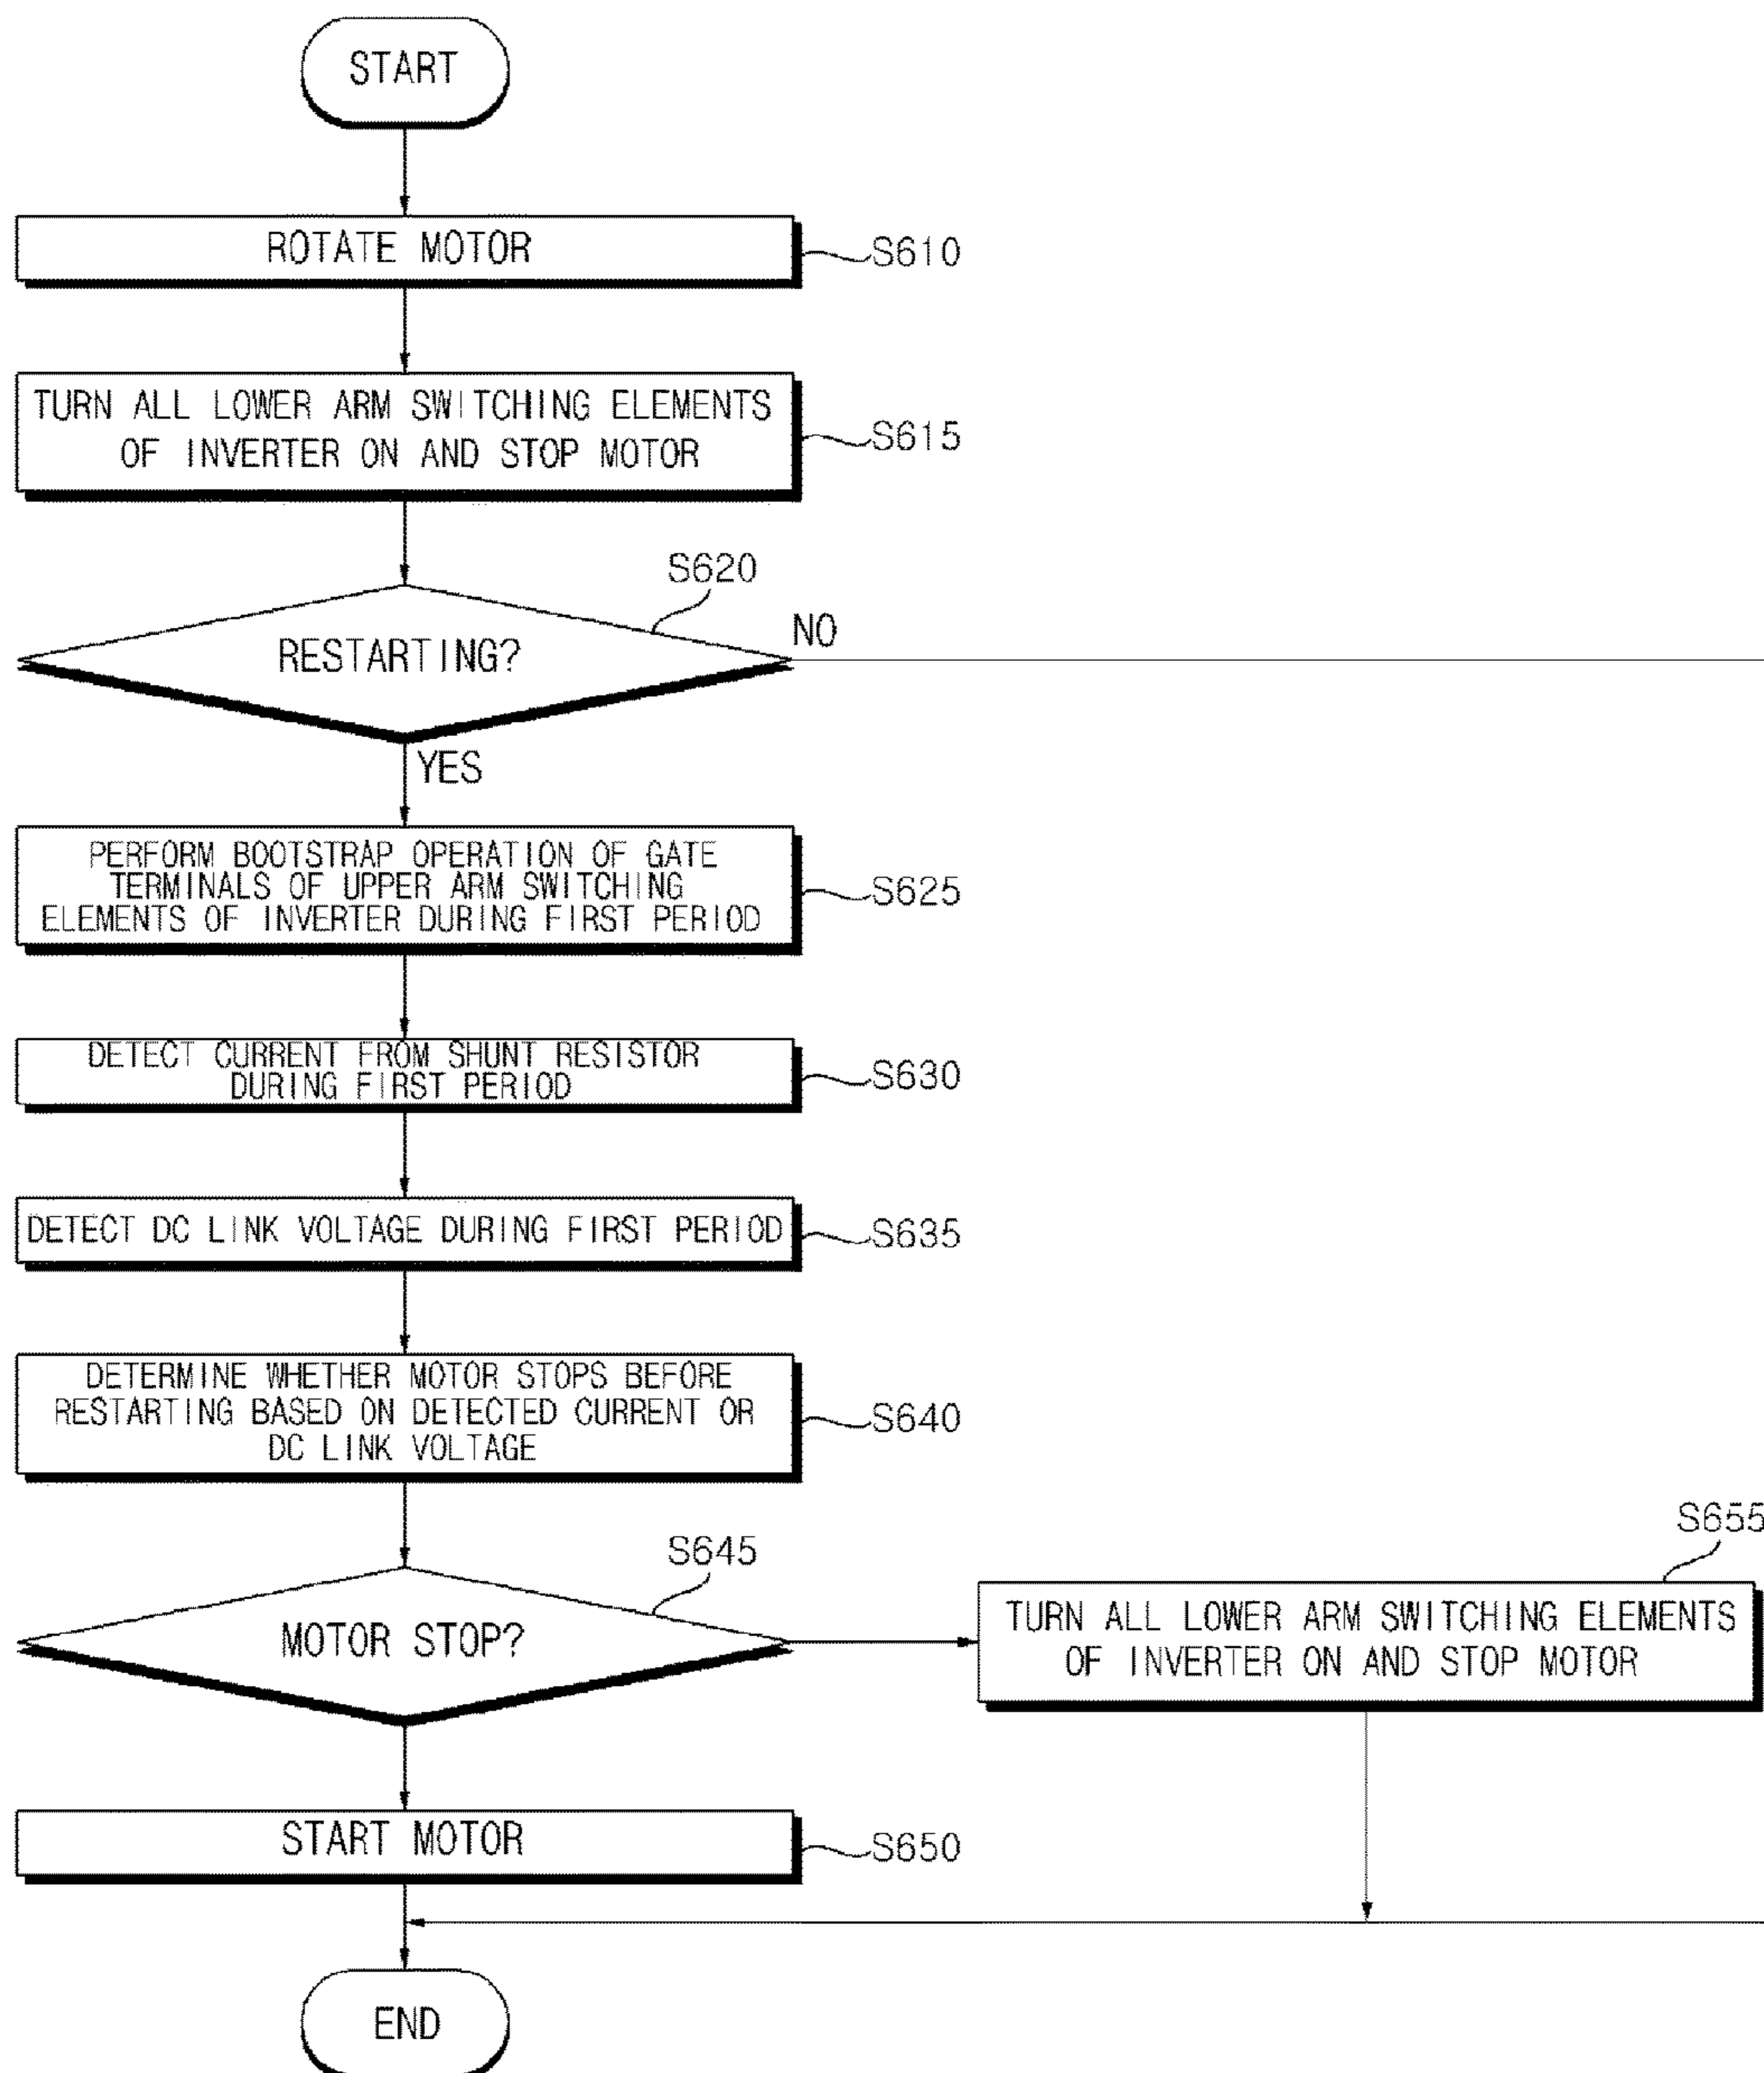 START
ROTATE MOTOR
S610
TURN ALL LOWER ARM SWITCHING ELEMENTS
OF INVERTER ON AND STOP MOTOR
S615
S620
RESTARTING?
NO
YES
PERFORM BOOTSTRAP OPERATION OF GATE
TERMINALS OF UPPER ARM SWITCHING
ELEMENTS OF INVERTER DURING FIRST PERIOD
S625
DETECT CURRENT FROM SHUNT RESISTOR
DURING FIRST PERIOD
S630
DETECT DC LINK VOLTAGE DURING FIRST PERIOD
S635
DETERMINE WHETHER MOTOR STOPS BEFORE
RESTARTING BASED ON DETECTED CURRENT OR
DC LINK VOLTAGE
S640
S645
MOTOR STOP?
S655
TURN ALL LOWER ARM SWITCHING ELEMENTS
OF INVERTER ON AND STOP MOTOR
START MOTOR
S650
END